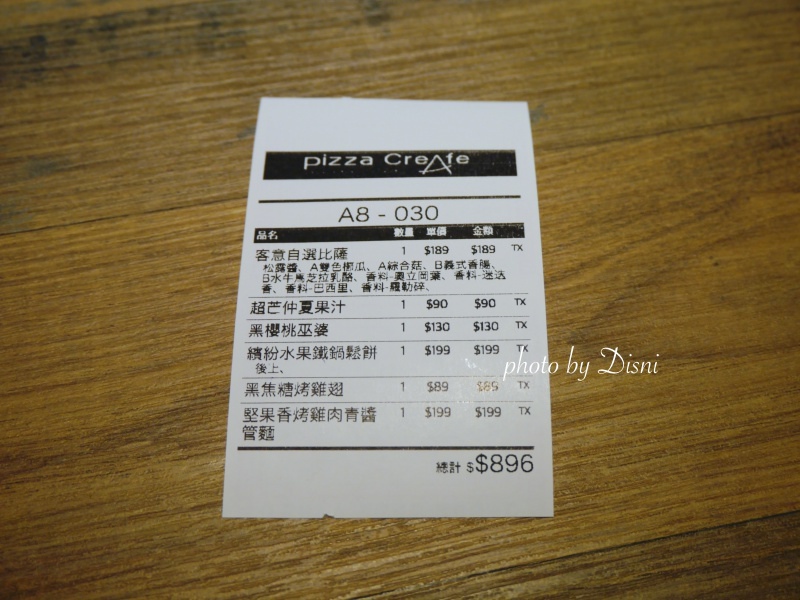 pizza CreAfe
A8 - 030
品名 數量 單價 金額
客意自選比薩 1 $189 $189 TX
松露醬、A雙色櫛瓜、A綜合菇、B義式香腸、
B水牛馬芝拉乳酪、香料-奧立岡葉、香料-迷迭
香、香料-巴西里、香料-羅勒碎、
超芒仲夏果汁 1 $90 $90 TX
黑櫻桃巫婆 1 $130 $130 TX
繽紛水果鐵鍋鬆餅 1 $199 $199 TX
後上、
黑焦糖烤雞翅 1 $89 $89 TX
堅果香烤雞肉青醬 1 $199 $199 TX
管麵
總計 $$896
photo by Disni